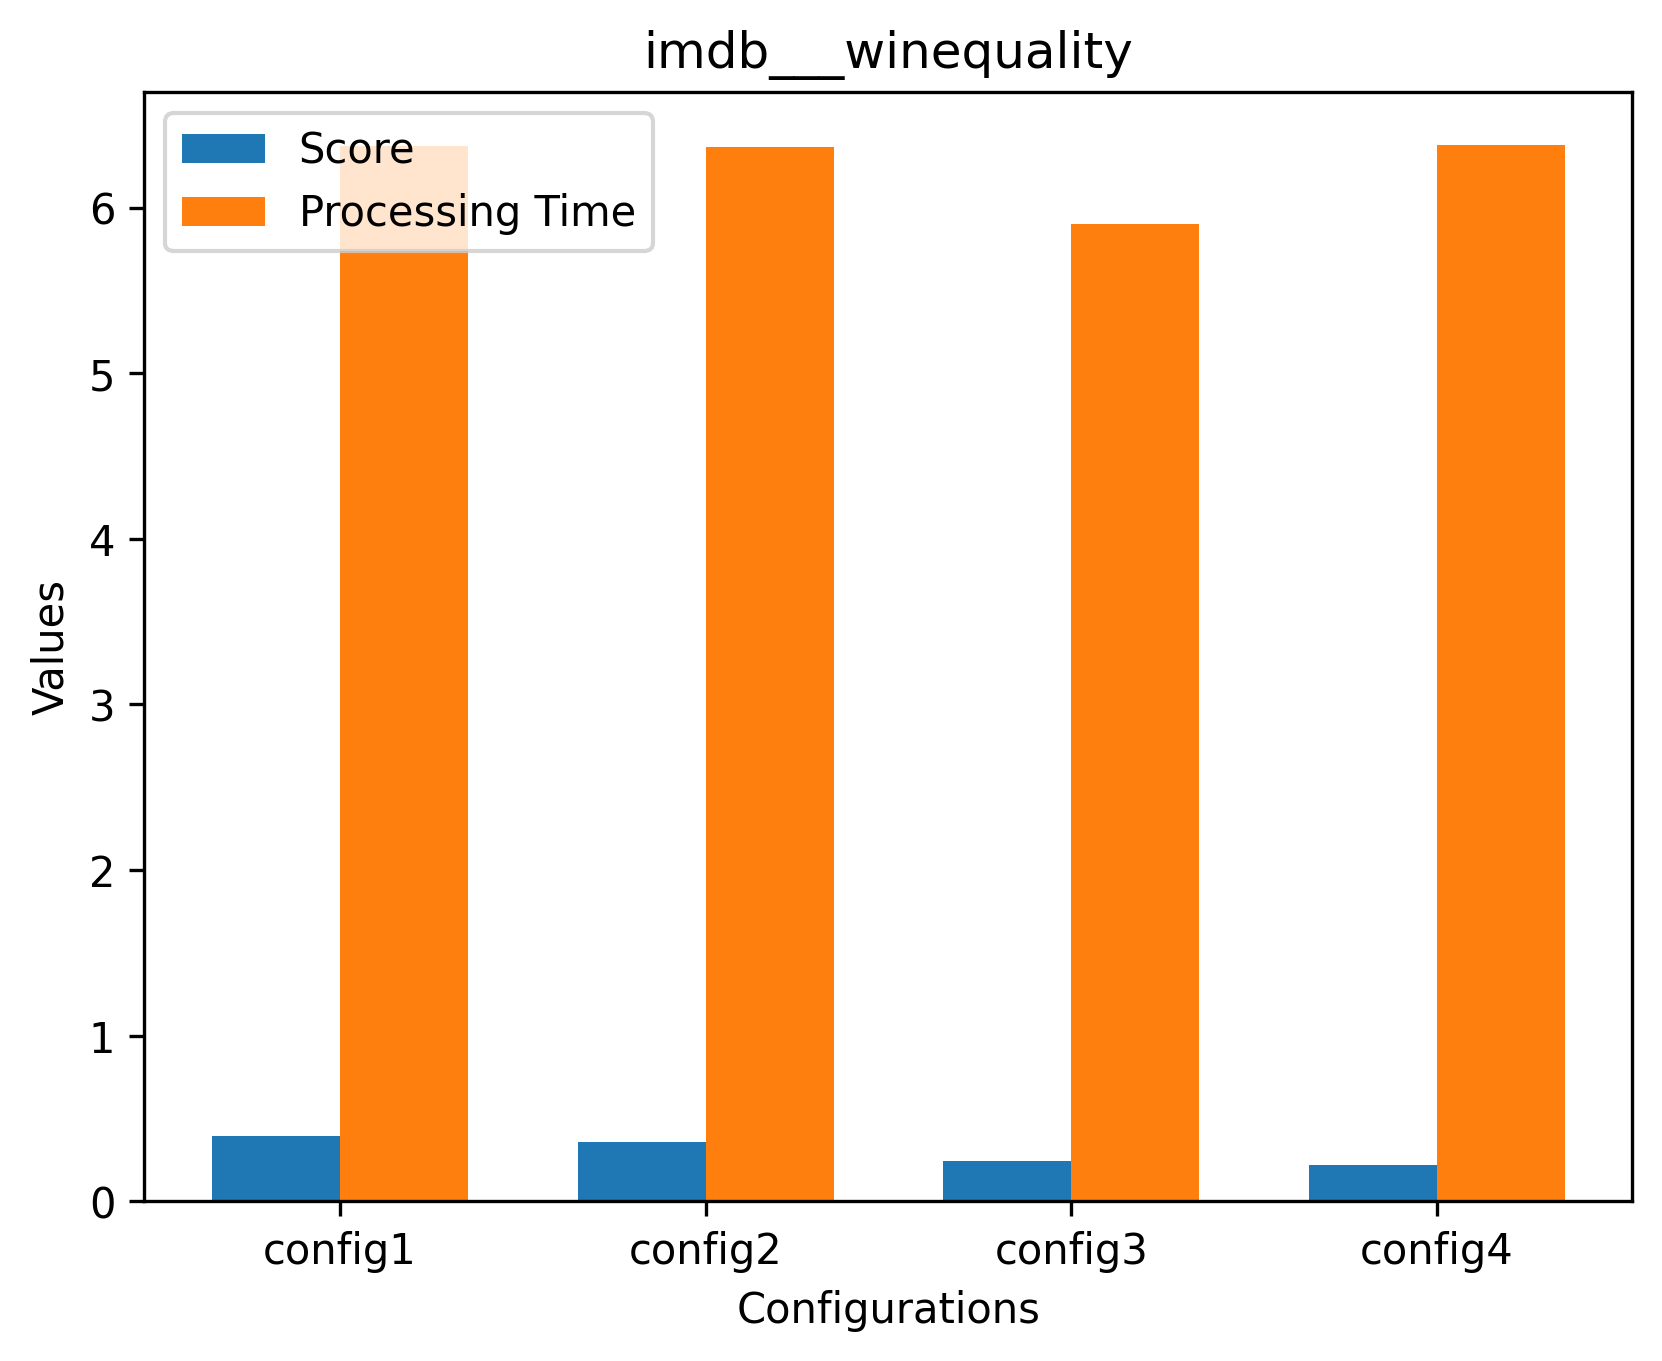 imdb___winequality
Score
Processing Time
6
5
4
3
2
1
0
Values
config1 config2 config3 config4
Configurations